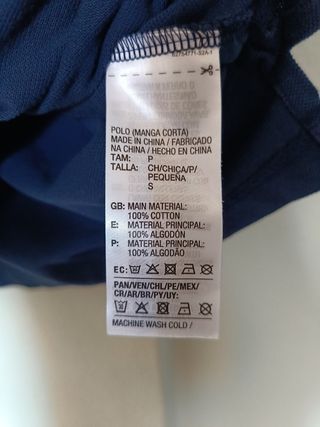 POLO (MANGA CORTA)
MADE IN CHINA / FABRICADO
NA CHINA / HECHO EN CHINA
TAM: P
TALLA: CH/CHICA/P/
PEQUEÑA
S
GB: MAIN MATERIAL:
100% COTTON
E: MATERIAL PRINCIPAL:
100% ALGODÓN
P: MATERIAL PRINCIPAL:
100% ALGODÃO
EC:
PAN/VEN/CHL/PE/MEX/
CR/AR/BR/PY/UY:
MACHINE WASH COLD /